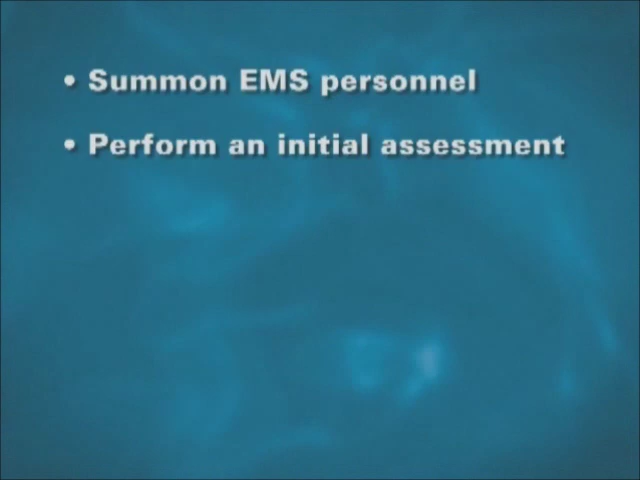 • Summon EMS personnel
• Perform an initial assessment